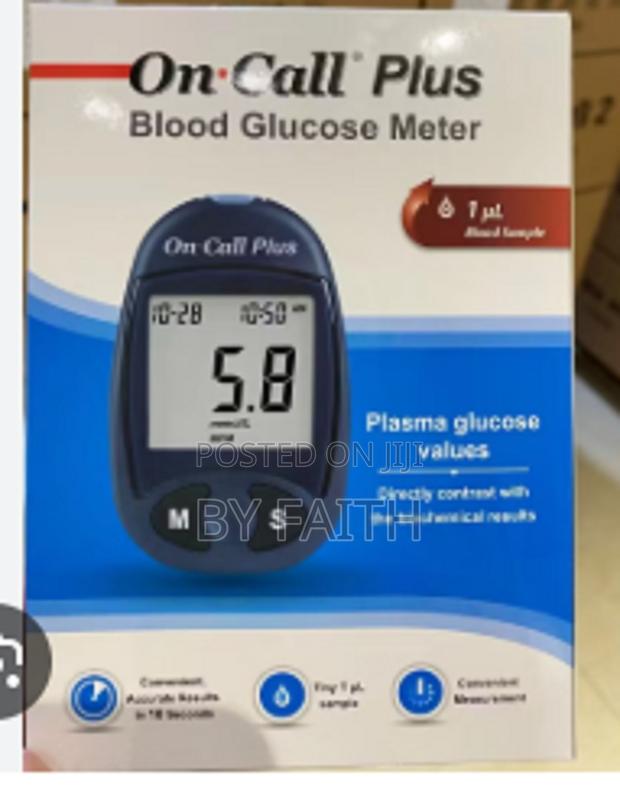 On·Call® Plus
Blood Glucose Meter
1 µL
Blood Sample
On·Call Plus
10-28 10:50
5.8
mmol/L
Plasma glucose
values
Directly contrast with
the biochemical results
M S
POSTED ON JIJI
BY FAITH
Convenient,
Accurate Results
in 10 Seconds
Tiny 1 µL
sample
Convenient
Measurement